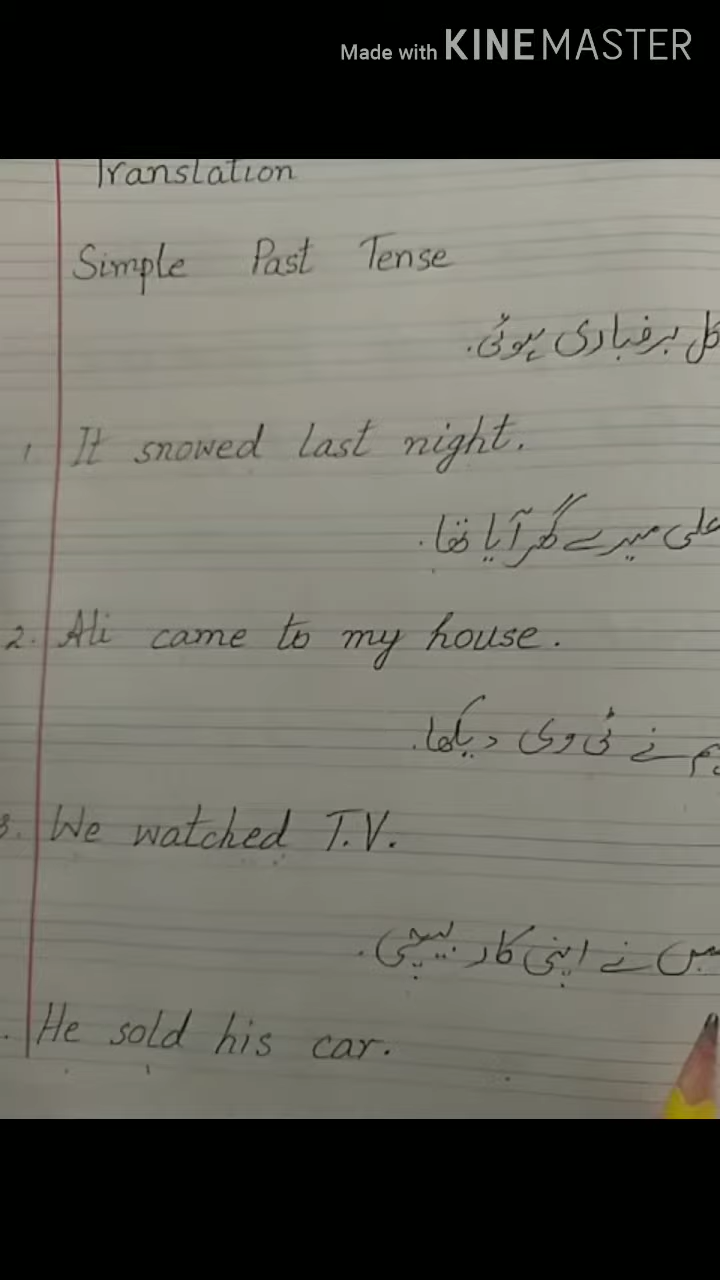 Made with KINEMASTER
Translation
Simple Past Tense
کل برفباری ہوئی.
1. It snowed last night.
علی میرے گھر آیا تھا.
2. Ali came to my house.
ہم نے ٹی وی دیکھا.
3. We watched T.V.
نے اپنی کار بیچی.
. He sold his car.